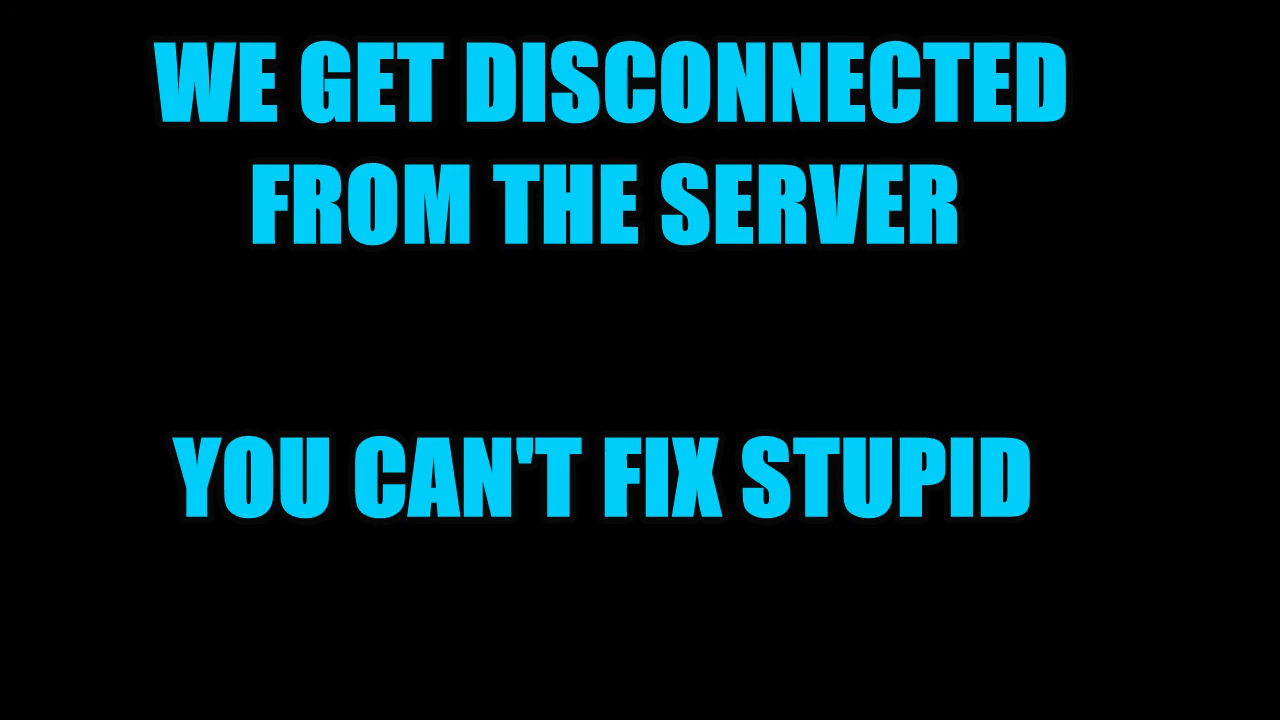 WE GET DISCONNECTED
FROM THE SERVER
YOU CAN'T FIX STUPID